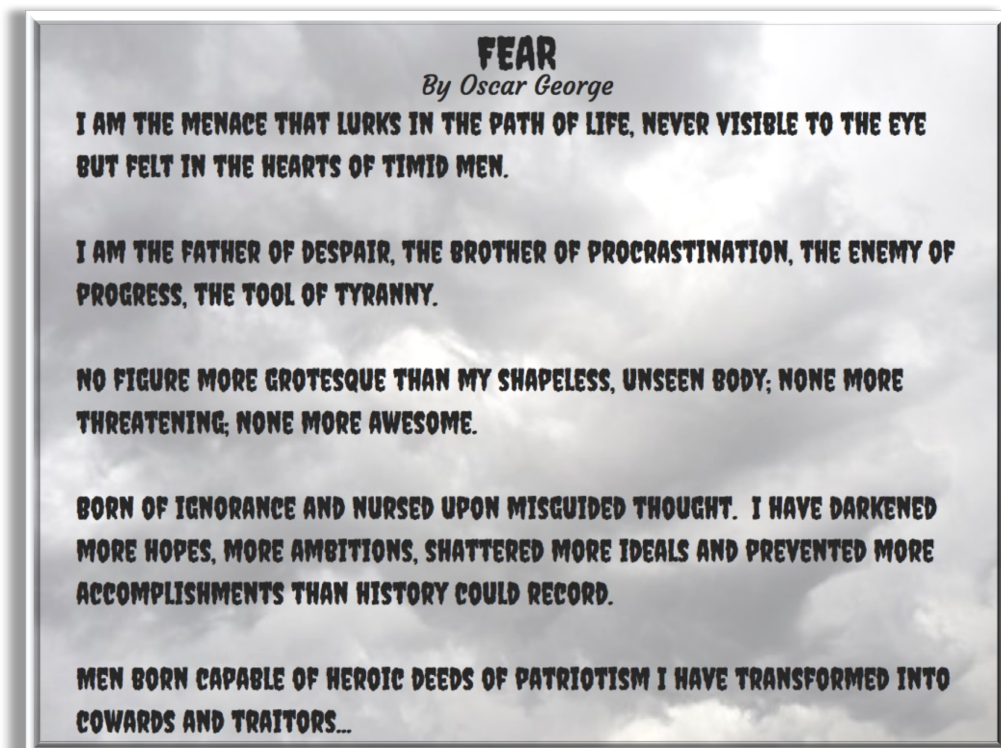 FEAR
By Oscar George
I AM THE MENACE THAT LURKS IN THE PATH OF LIFE, NEVER VISIBLE TO THE EYE
BUT FELT IN THE HEARTS OF TIMID MEN.
I AM THE FATHER OF DESPAIR, THE BROTHER OF PROCRASTINATION, THE ENEMY OF
PROGRESS, THE TOOL OF TYRANNY.
NO FIGURE MORE GROTESQUE THAN MY SHAPELESS, UNSEEN BODY; NONE MORE
THREATENING; NONE MORE AWESOME.
BORN OF IGNORANCE AND NURSED UPON MISGUIDED THOUGHT. I HAVE DARKENED
MORE HOPES, MORE AMBITIONS, SHATTERED MORE IDEALS AND PREVENTED MORE
ACCOMPLISHMENTS THAN HISTORY COULD RECORD.
MEN BORN CAPABLE OF HEROIC DEEDS OF PATRIOTISM I HAVE TRANSFORMED INTO
COWARDS AND TRAITORS...